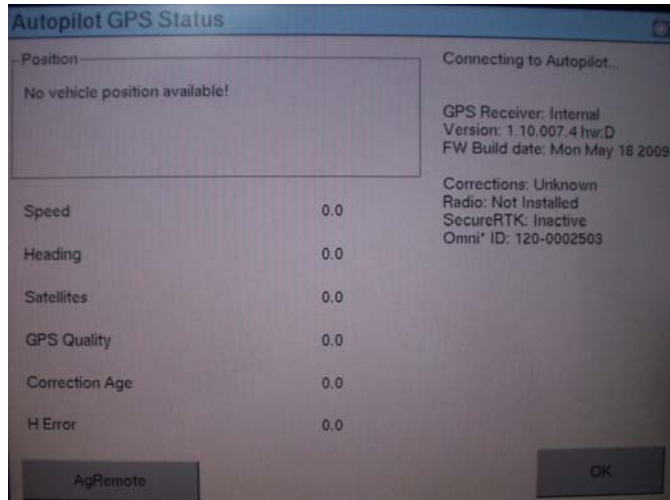 Autopilot GPS Status
Position
No vehicle position available!
Speed 0.0
Heading 0.0
Satellites 0.0
GPS Quality 0.0
Correction Age 0.0
H Error 0.0
AgRemote
Connecting to Autopilot...
GPS Receiver: Internal
Version: 1.10.007.4 hw:D
FW Build date: Mon May 18 2009
Corrections: Unknown
Radio: Not Installed
SecureRTK: Inactive
Omni* ID: 120-0002503
OK